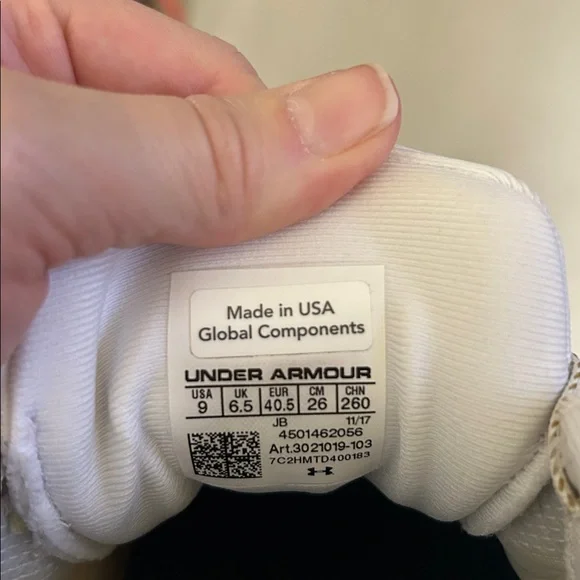 Made in USA
Global Components
UNDER ARMOUR
USA UK EUR CM CHN
9 6.5 40.5 26 260
JB 11/17
4501462056
Art.3021019-103
7C2HMTD400183